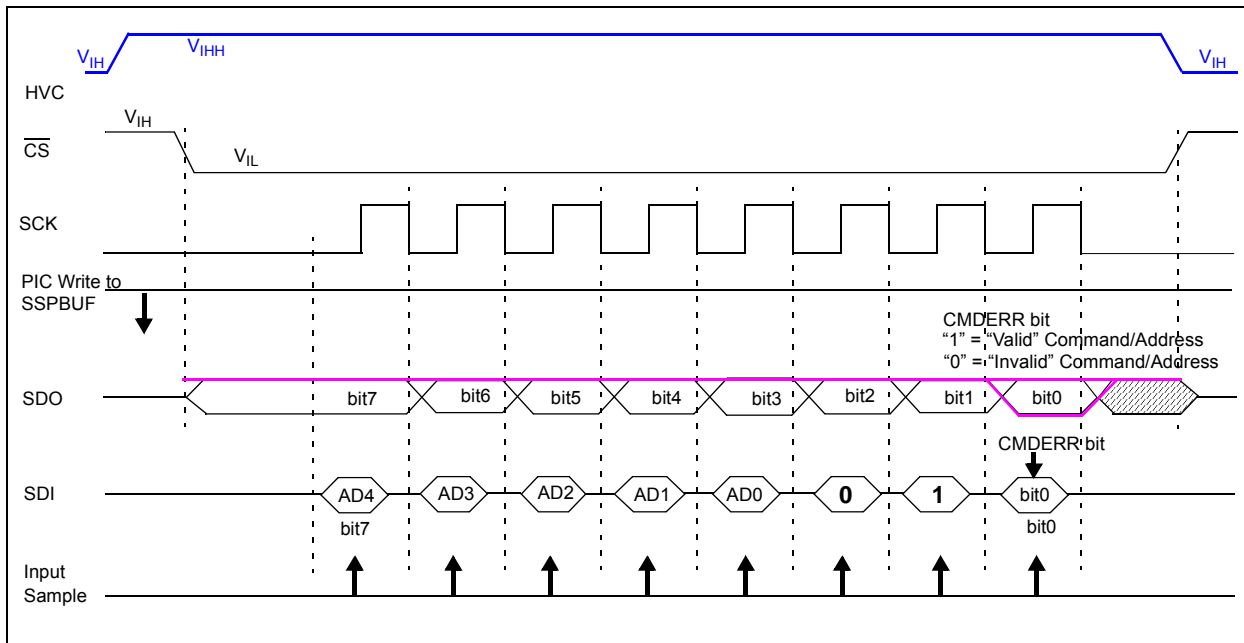 VIH VIHH VIH
HVC
VIH
CS VIL
SCK
PIC Write to
SSPBUF
CMDERR bit
“1” = “Valid” Command/Address
“0” = “Invalid” Command/Address
SDO bit7 bit6 bit5 bit4 bit3 bit2 bit1 bit0
CMDERR bit
SDI AD4 AD3 AD2 AD1 AD0 0 1 bit0
bit7 bit0
Input
Sample